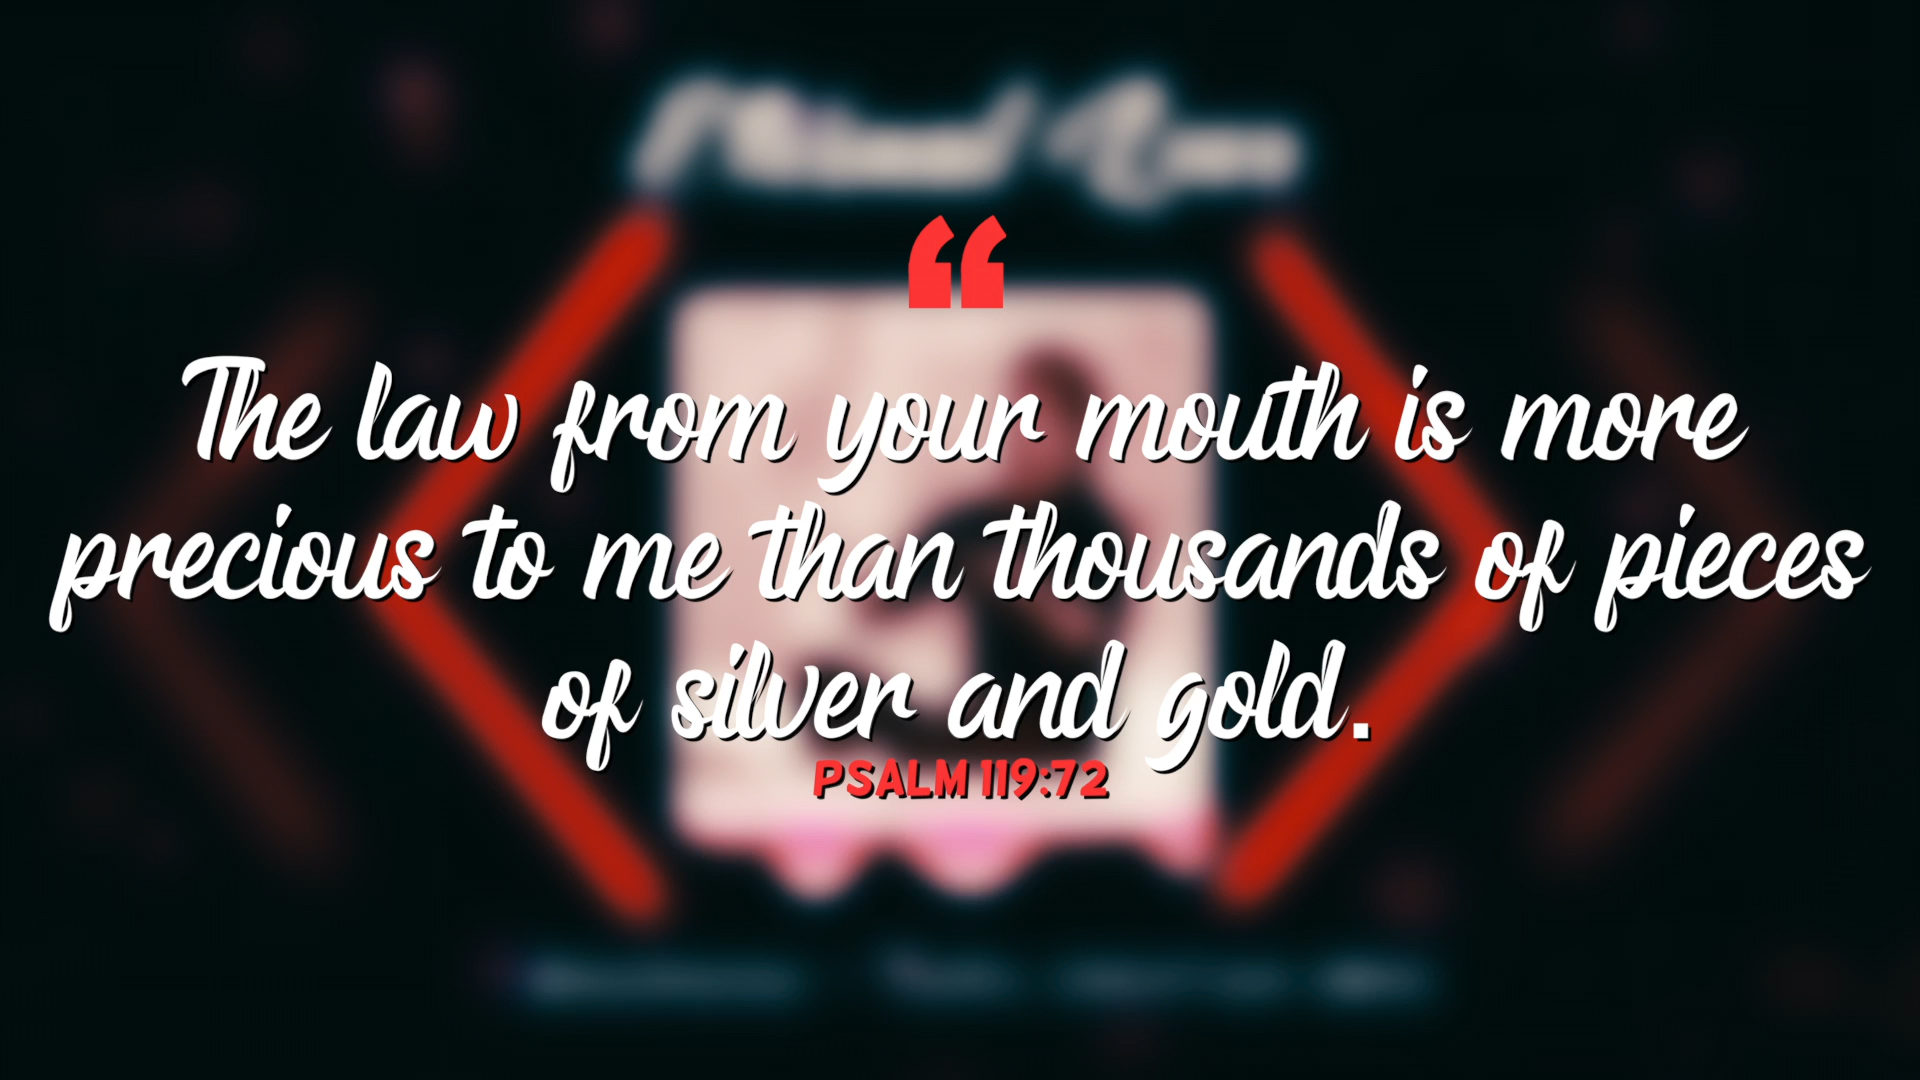 “
The law from your mouth is more
precious to me than thousands of pieces
of silver and gold.
PSALM 119:72